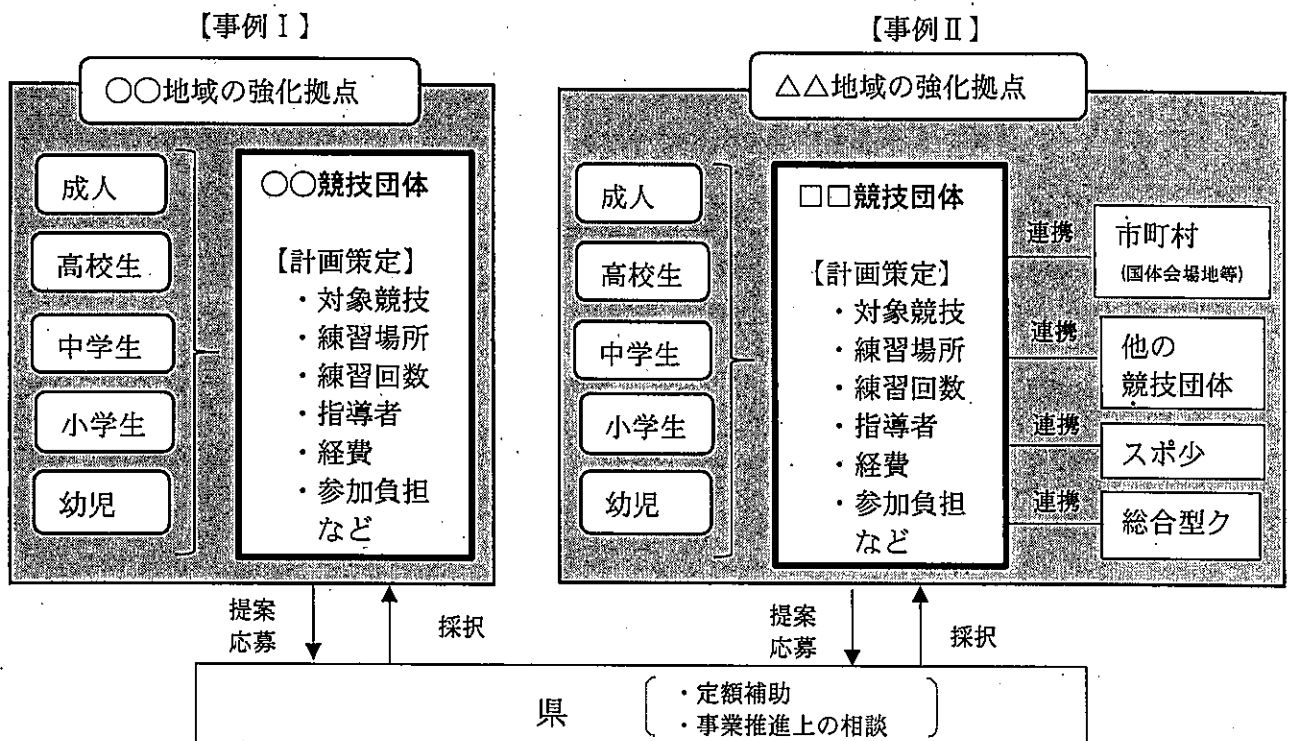 【事例Ⅰ】
○○地域の強化拠点
成人
高校生
中学生
小学生
幼児
○○競技団体
【計画策定】
・対象競技
・練習場所
・練習回数
・指導者
・経費
・参加負担
など
【事例Ⅱ】
△△地域の強化拠点
成人
高校生
中学生
小学生
幼児
□□競技団体
【計画策定】
・対象競技
・練習場所
・練習回数
・指導者
・経費
・参加負担
など
連携
市町村
(国体会場地等)
連携
他の
競技団体
連携
スポ少
連携
総合型ク
提案
応募
採択
提案
応募
採択
県
・定額補助
・事業推進上の相談